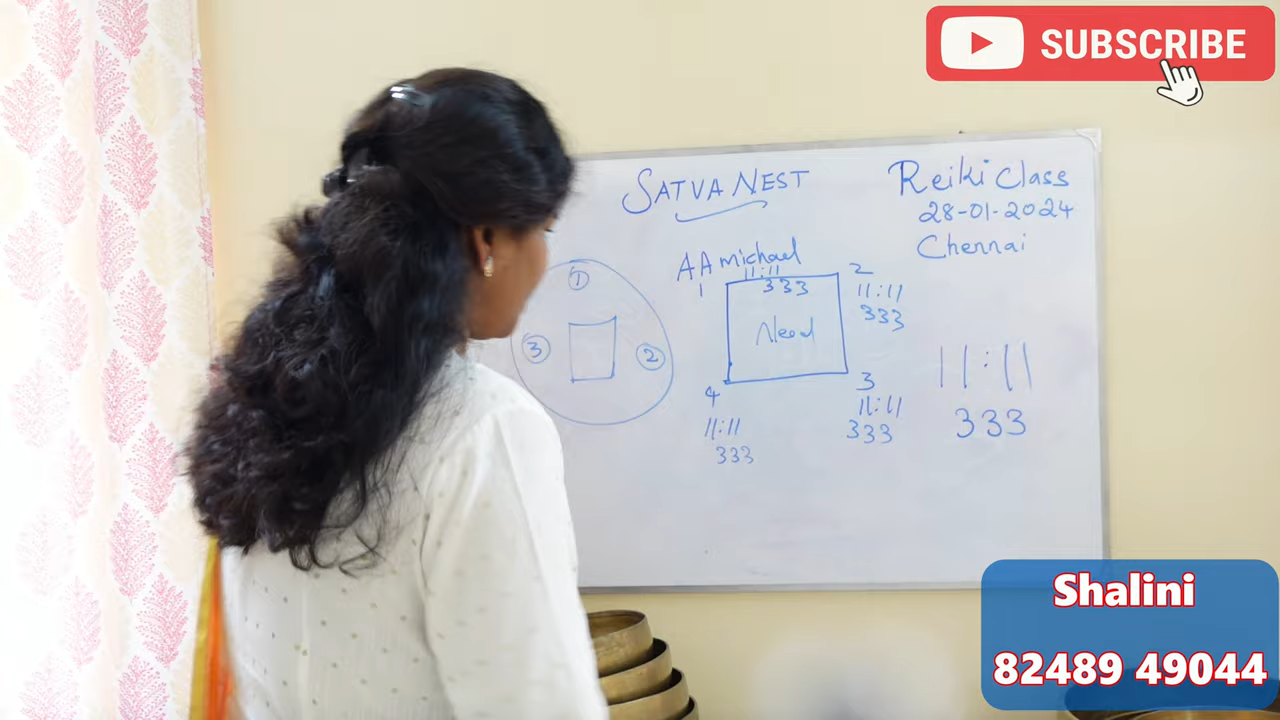 SUBSCRIBE
SATVA NEST
Reiki Class
28-01-2024
Chennai
AA michael
11:11
333
1
2
11:11
333
Need
3
11:11
333
4
11:11
333
①
②
③
11:11
333
Shalini
82489 49044